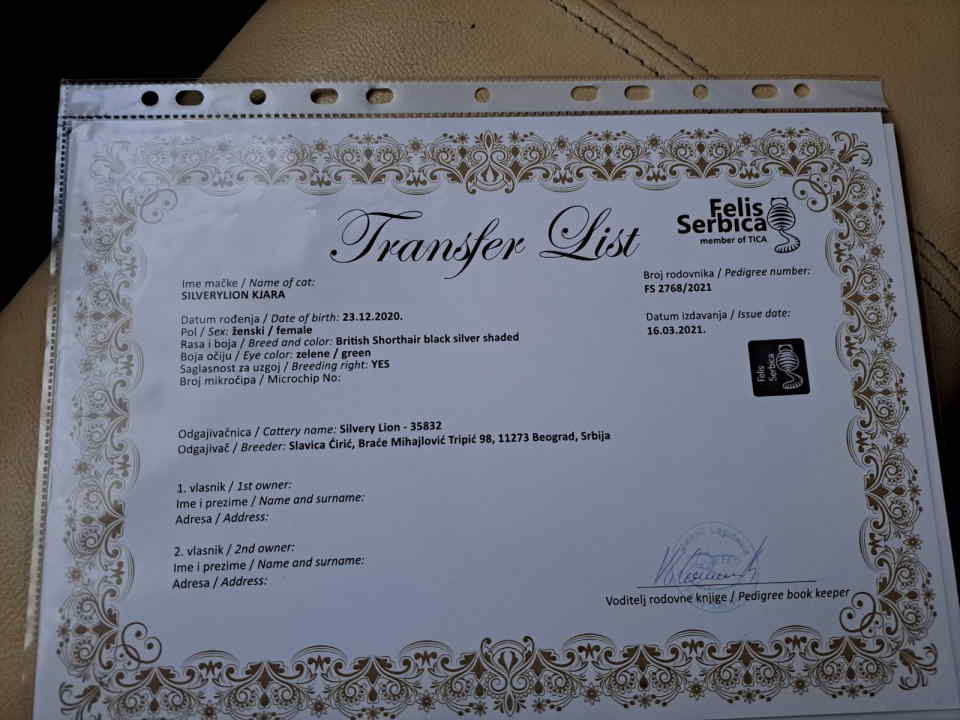 Transfer List
Felis
Serbica
member of TICA
Ime mačke / Name of cat:
SILVERYLION KJARA
Broj rodovnika / Pedigree number:
FS 2768/2021
Datum rođenja / Date of birth: 23.12.2020.
Pol / Sex: ženski / female
Rasa i boja / Breed and color: British Shorthair black silver shaded
Boja očiju / Eye color: zelene / green
Saglasnost za uzgoj / Breeding right: YES
Broj mikročipa / Microchip No:
Datum izdavanja / Issue date:
16.03.2021.
Felis
Serbica
Odgajivačnica / Cattery name: Silvery Lion - 35832
Odgajivač / Breeder: Slavica Ćirić, Braće Mihajlović Tripić 98, 11273 Beograd, Srbija
1. vlasnik / 1st owner:
Ime i prezime / Name and surname:
Adresa / Address:
2. vlasnik / 2nd owner:
Ime i prezime / Name and surname:
Adresa / Address:
Voditelj rodovne knjige / Pedigree book keeper